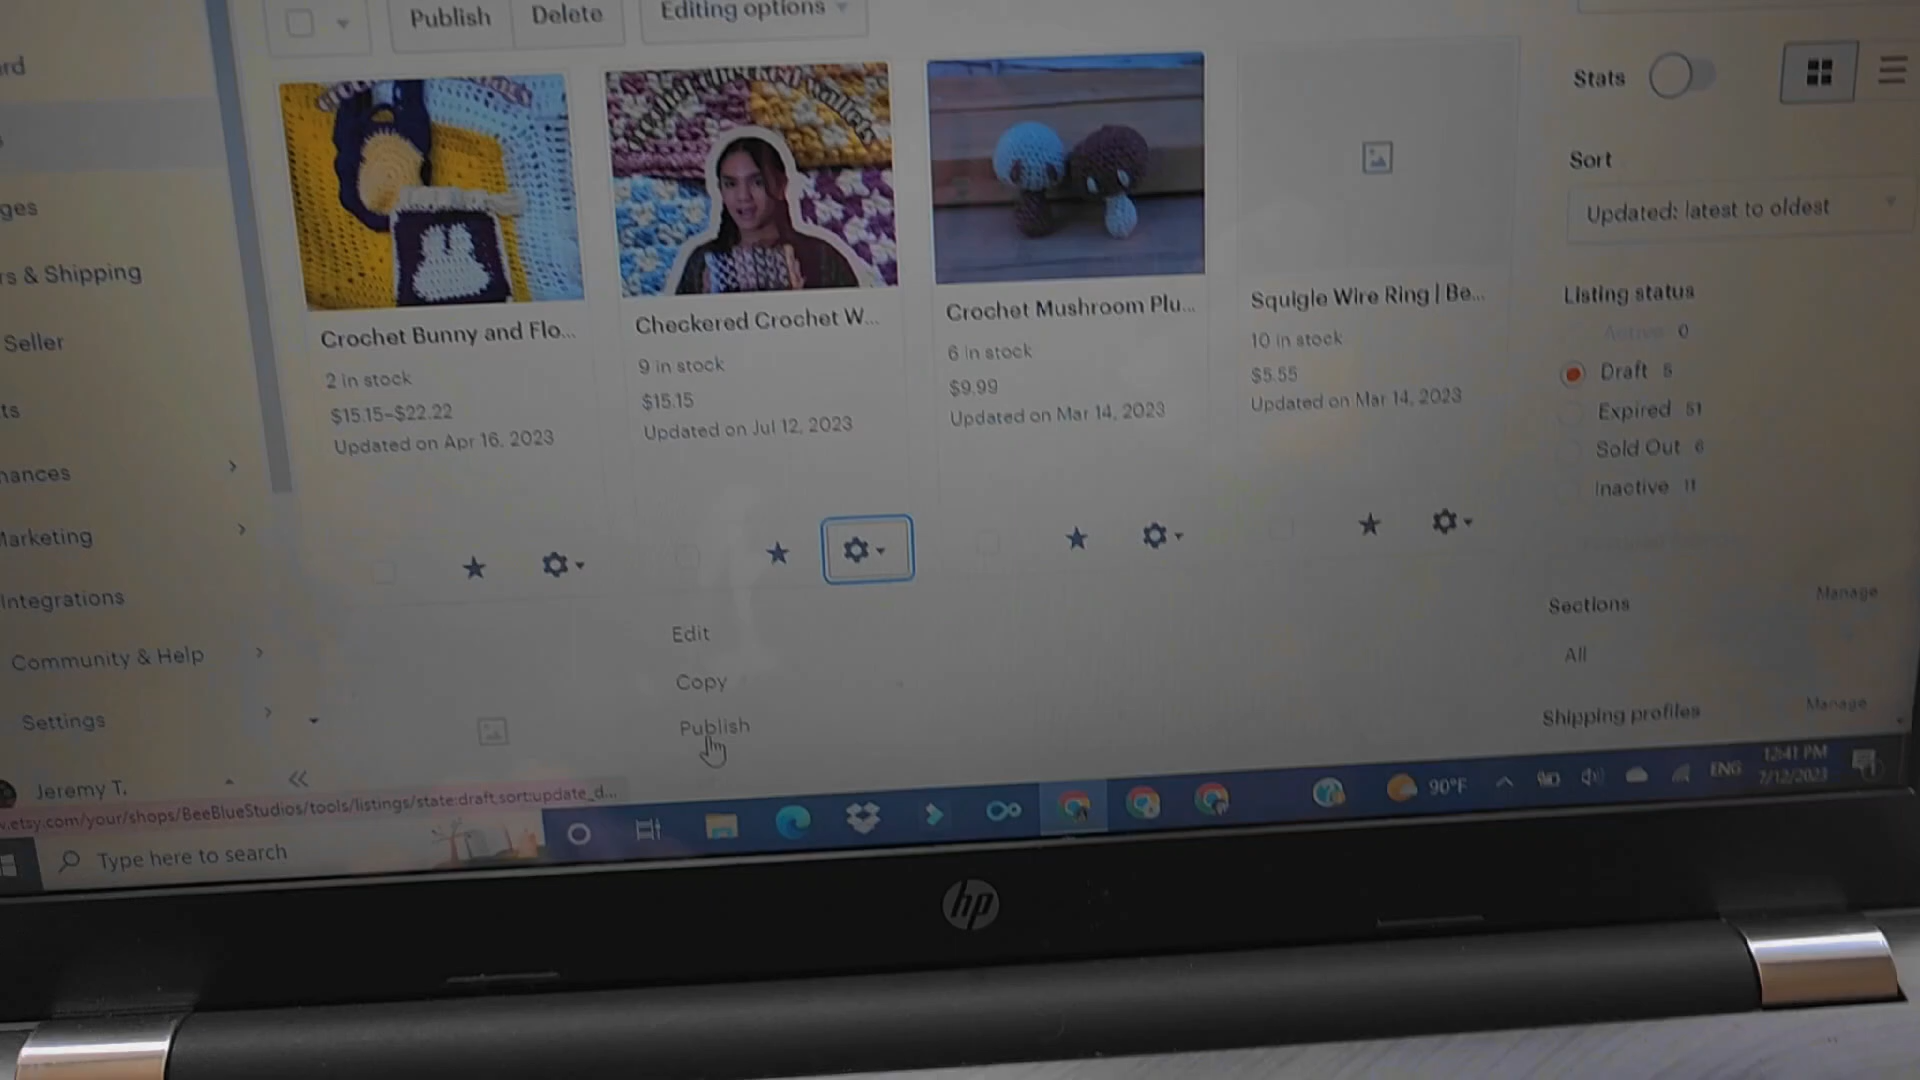 Publish
Delete
Editing options
rd
Stats
Sort
Updated: latest to oldest
ges
rs & Shipping
Seller
ts
nances
Marketing
Integrations
Community & Help
Settings
Jeremy T.
Crochet Bunny and Flo...
2 in stock
$15.15-$22.22
Updated on Apr 16, 2023
Checkered Crochet W...
9 in stock
$15.15
Updated on Jul 12, 2023
Crochet Mushroom Plu...
6 in stock
$9.99
Updated on Mar 14, 2023
Squigle Wire Ring | Be...
10 in stock
$5.55
Updated on Mar 14, 2023
Listing status
Active 0
Draft 5
Expired 51
Sold Out 6
Inactive 11
Edit
Copy
Publish
Sections
Manage
All
Shipping profiles
Manage
.etsy.com/your/shops/BeeBlueStudios/tools/listings/state:draft,sort:update_d...
Type here to search
90°F
ENG
12:41 PM
7/12/2023
hp